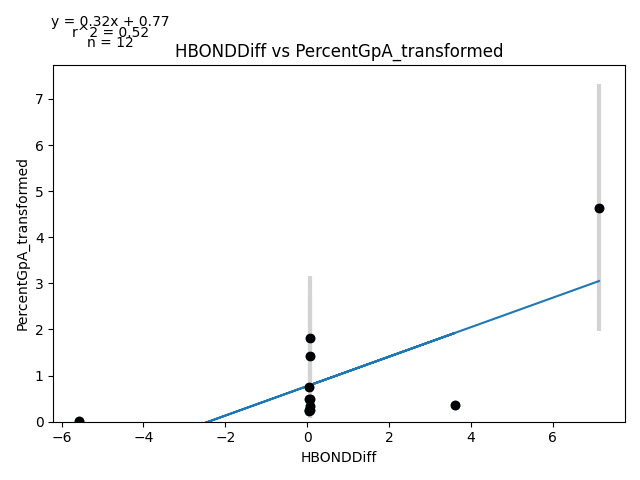 y = 0.32x + 0.77
r^2 = 0.52
n = 12
HBONDDiff vs PercentGpA_transformed
PercentGpA_transformed
7
6
5
4
3
2
1
0
−6
−4
−2
0
2
4
6
HBONDDiff